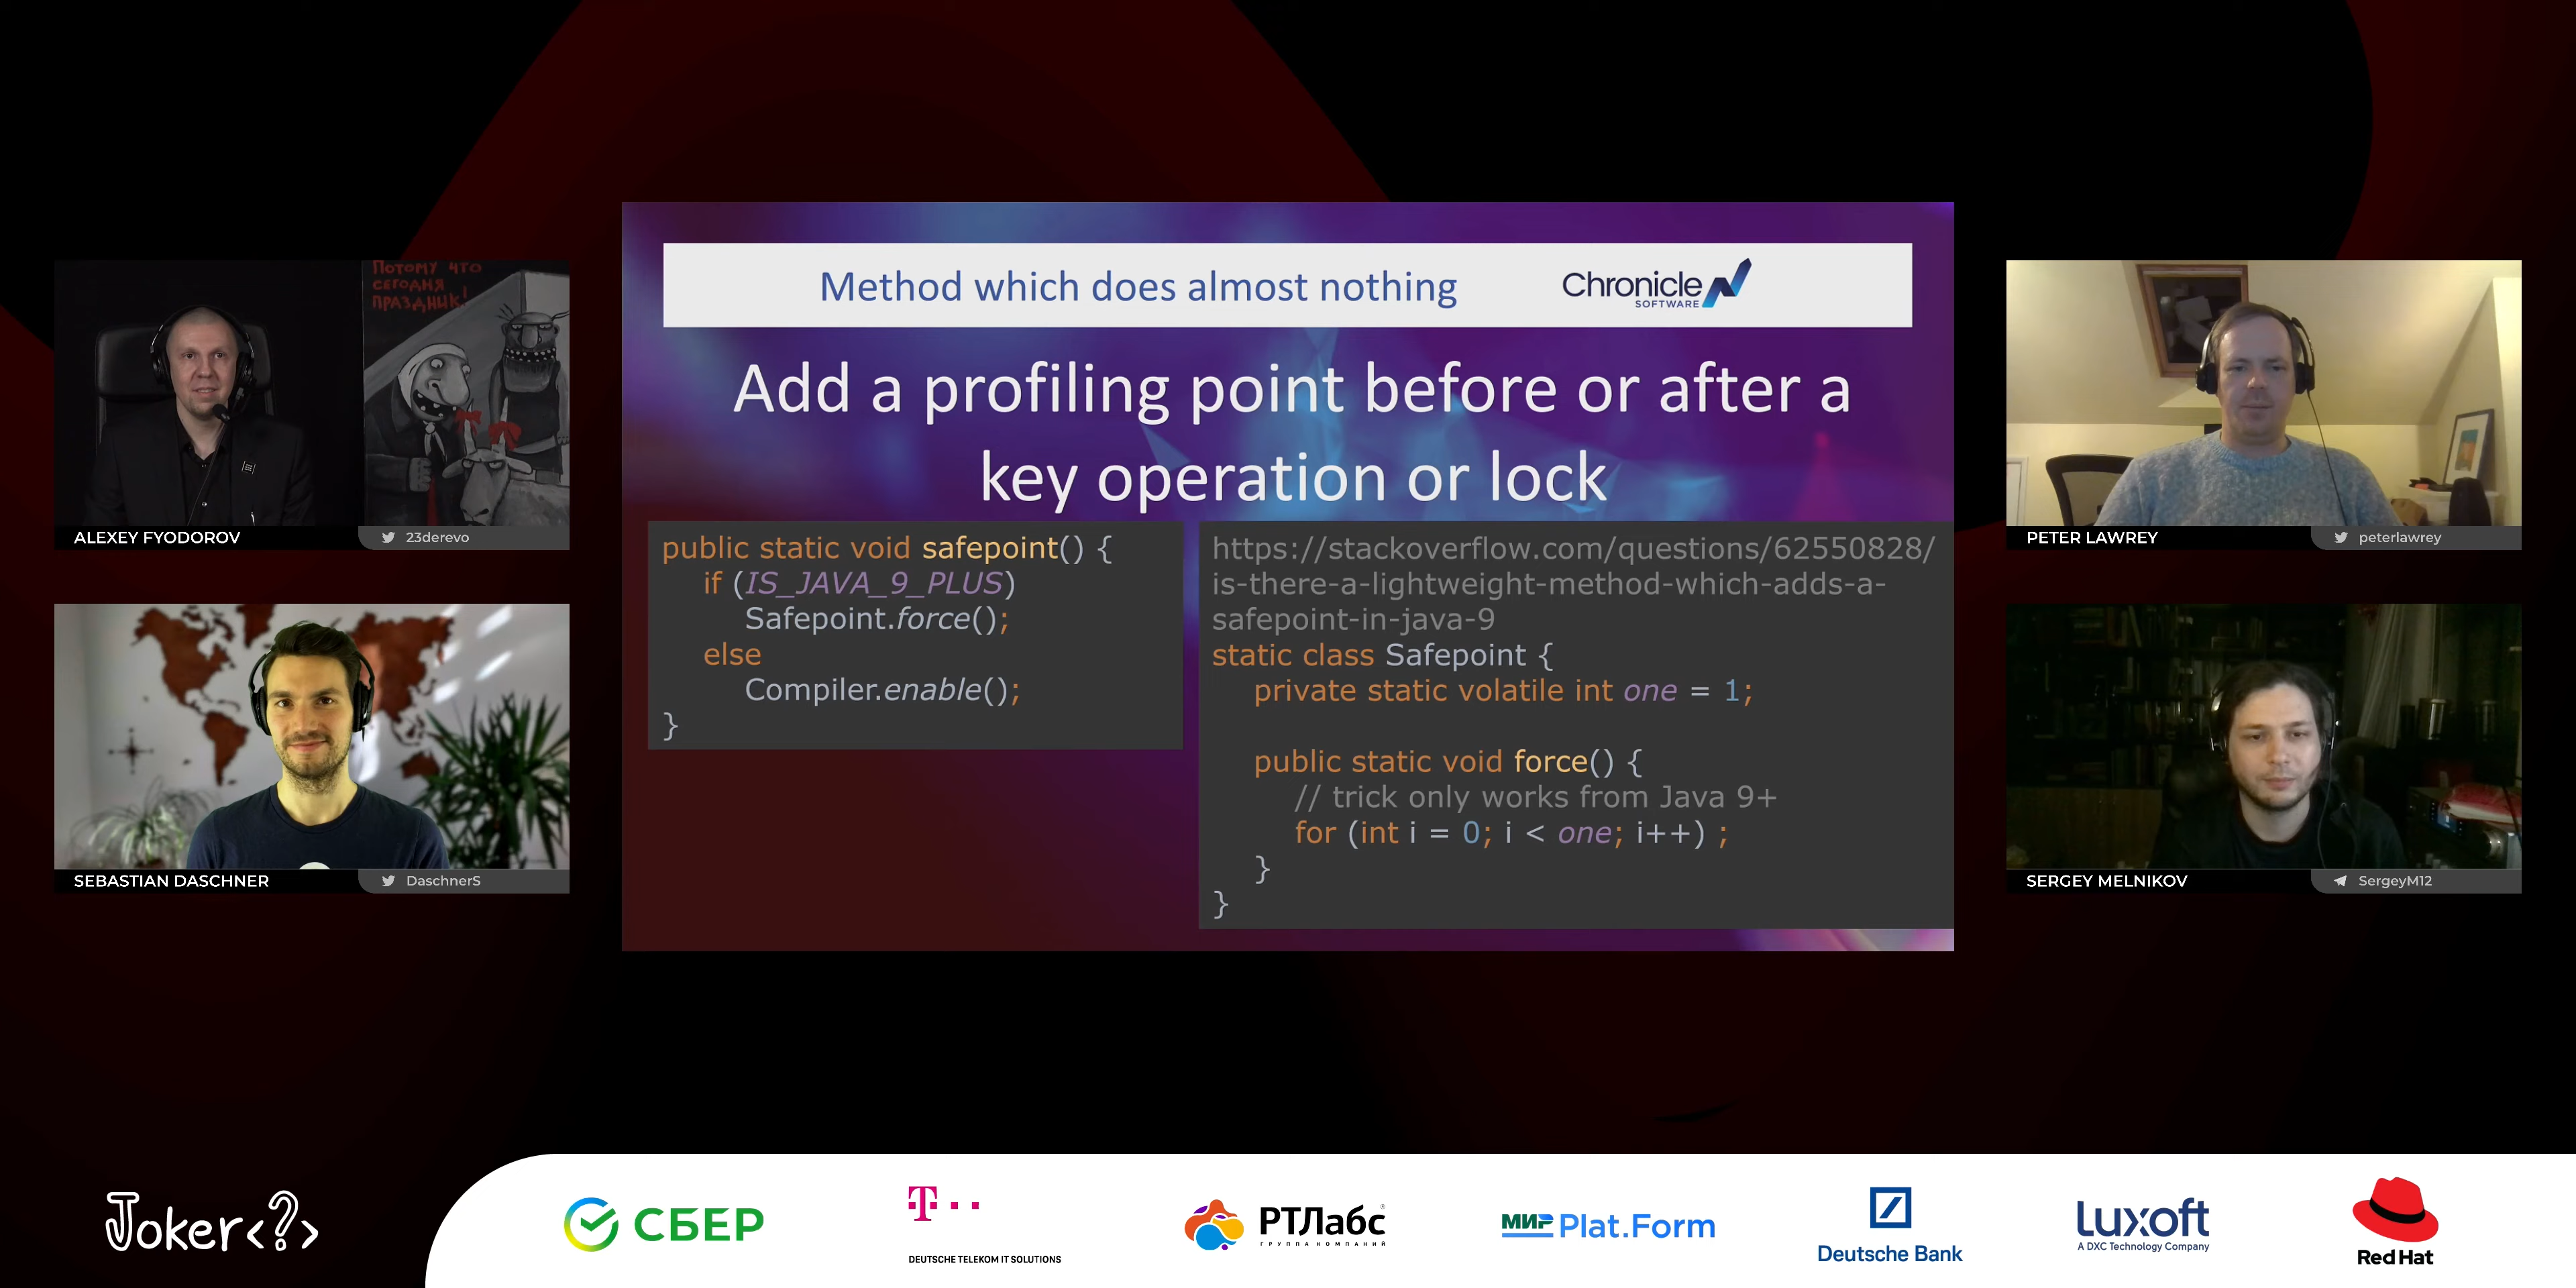 ПОТОМУ ЧТО
СЕГОДНЯ
ПРАЗДНИК!
ALEXEY FYODOROV
23derevo
SEBASTIAN DASCHNER
DaschnerS
Method which does almost nothing
Chronicle
SOFTWARE
Add a profiling point before or after a
key operation or lock
public static void safepoint() {
if (IS_JAVA_9_PLUS)
Safepoint.force();
else
Compiler.enable();
}
https://stackoverflow.com/questions/62550828/
is-there-a-lightweight-method-which-adds-a-
safepoint-in-java-9
static class Safepoint {
private static volatile int one = 1;
public static void force() {
// trick only works from Java 9+
for (int i = 0; i < one; i++) ;
}
}
PETER LAWREY
peterlawrey
SERGEY MELNIKOV
SergeyM12
Joker<?>
СБЕР
T
DEUTSCHE TELEKOM IT SOLUTIONS
РТЛабс
ГРУППА КОМПАНИЙ
МИР Plat.Form
Deutsche Bank
Luxoft
A DXC Technology Company
Red Hat